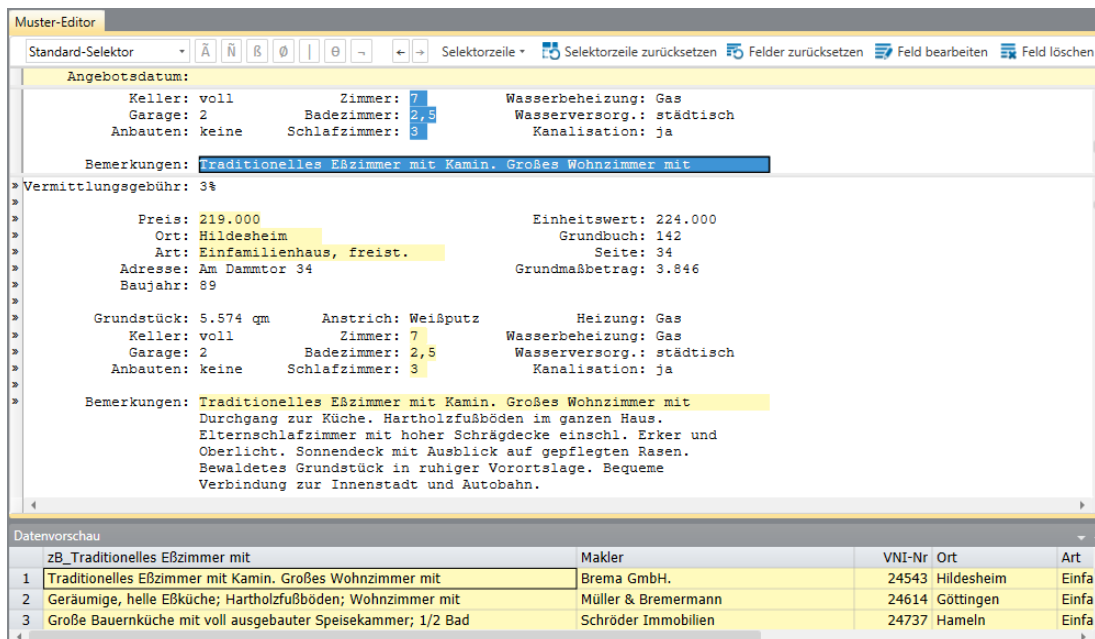 Muster-Editor
Standard-Selektor Ã Ñ ß Ø | Θ ¬ ← → Selektorzeile Selektorzeile zurücksetzen Felder zurücksetzen Feld bearbeiten Feld löschen
Angebotsdatum:
Keller: voll Zimmer: 7 Wasserbeheizung: Gas
Garage: 2 Badezimmer: 2,5 Wasserversorg.: städtisch
Anbauten: keine Schlafzimmer: 3 Kanalisation: ja
Bemerkungen: Traditionelles Eßzimmer mit Kamin. Großes Wohnzimmer mit
» Vermittlungsgebühr: 3%
»
» Preis: 219.000 Einheitswert: 224.000
» Ort: Hildesheim Grundbuch: 142
» Art: Einfamilienhaus, freist. Seite: 34
» Adresse: Am Dammtor 34 Grundmaßbetrag: 3.846
» Baujahr: 89
»
» Grundstück: 5.574 qm Anstrich: Weißputz Heizung: Gas
» Keller: voll Zimmer: 7 Wasserbeheizung: Gas
» Garage: 2 Badezimmer: 2,5 Wasserversorg.: städtisch
» Anbauten: keine Schlafzimmer: 3 Kanalisation: ja
»
» Bemerkungen: Traditionelles Eßzimmer mit Kamin. Großes Wohnzimmer mit
Durchgang zur Küche. Hartholzfußböden im ganzen Haus.
Elternschlafzimmer mit hoher Schrägdecke einschl. Erker und
Oberlicht. Sonnendeck mit Ausblick auf gepflegten Rasen.
Bewaldetes Grundstück in ruhiger Vorortslage. Bequeme
Verbindung zur Innenstadt und Autobahn.
Datenvorschau
zB_Traditionelles Eßzimmer mit Makler VNI-Nr Ort Art
1 Traditionelles Eßzimmer mit Kamin. Großes Wohnzimmer mit Brema GmbH. 24543 Hildesheim Einfa
2 Geräumige, helle Eßküche; Hartholzfußböden; Wohnzimmer mit Müller & Bremermann 24614 Göttingen Einfa
3 Große Bauernküche mit voll ausgebauter Speisekammer; 1/2 Bad Schröder Immobilien 24737 Hameln Einfa